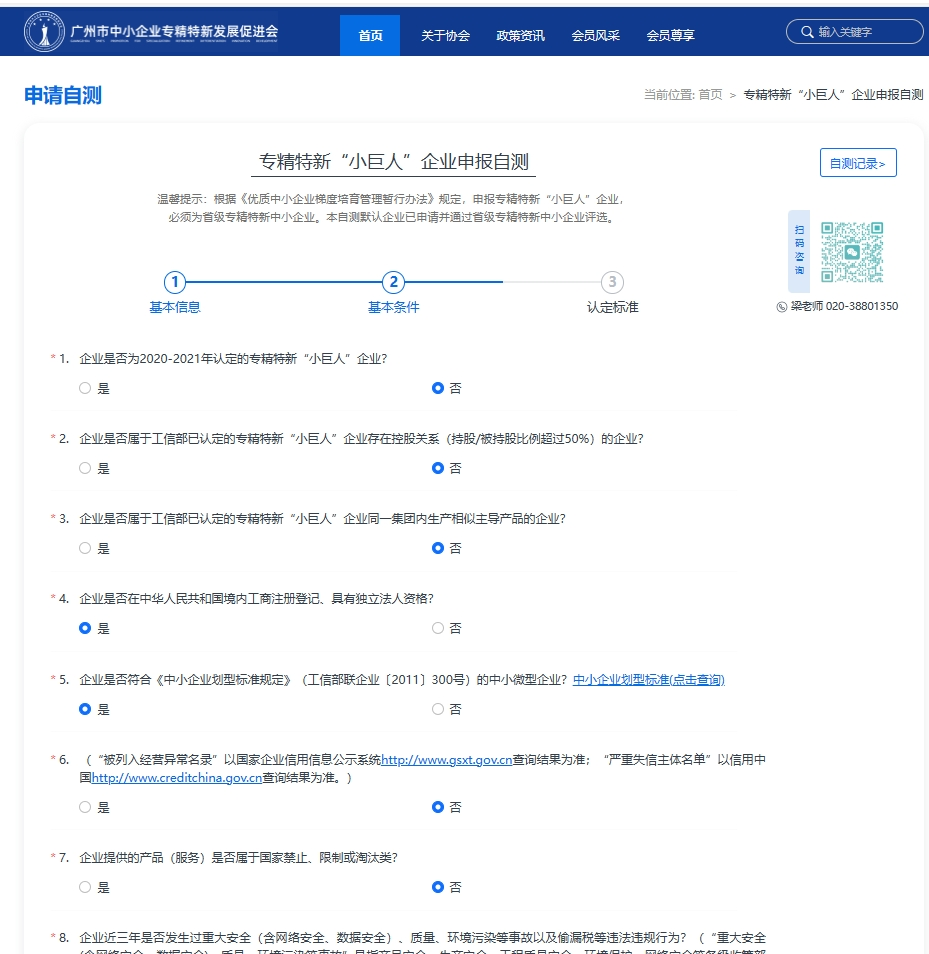 广州市中小企业专精特新发展促进会
首页
关于协会
政策资讯
会员风采
会员尊享
输入关键字
申请自测
当前位置: 首页 > 专精特新“小巨人”企业申报自测
专精特新“小巨人”企业申报自测
自测记录>
温馨提示：根据《优质中小企业梯度培育管理暂行办法》规定，申报专精特新“小巨人”企业，
必须为首级专精特新中小企业。本自测默认企业已申请并通过首级专精特新中小企业评选。
扫码咨询
梁老师 020-38801350
1
2
3
基本信息
基本条件
认定标准
* 1. 企业是否为2020-2021年认定的专精特新“小巨人”企业?
是
否
* 2. 企业是否属于工信部已认定的专精特新“小巨人”企业存在控股关系（持股/被持股比例超过50%）的企业?
是
否
* 3. 企业是否属于工信部已认定的专精特新“小巨人”企业同一集团内生产相似主导产品的企业?
是
否
* 4. 企业是否在中华人民共和国境内工商注册登记、具有独立法人资格?
是
否
* 5. 企业是否符合《中小企业划型标准规定》（工信部联企业〔2011〕300号）的中小微型企业? 中小企业划型标准(点击查询)
是
否
* 6. （“被列入经营异常名录”以国家企业信用信息公示系统http://www.gsxt.gov.cn查询结果为准；“严重失信主体名单”以信用中
国http://www.creditchina.gov.cn查询结果为准。）
是
否
* 7. 企业提供的产品（服务）是否属于国家禁止、限制或淘汰类?
是
否
* 8. 企业近三年是否发生过重大安全（含网络安全、数据安全）、质量、环境污染等事故以及偷漏税等违法违规行为? （“重大安全